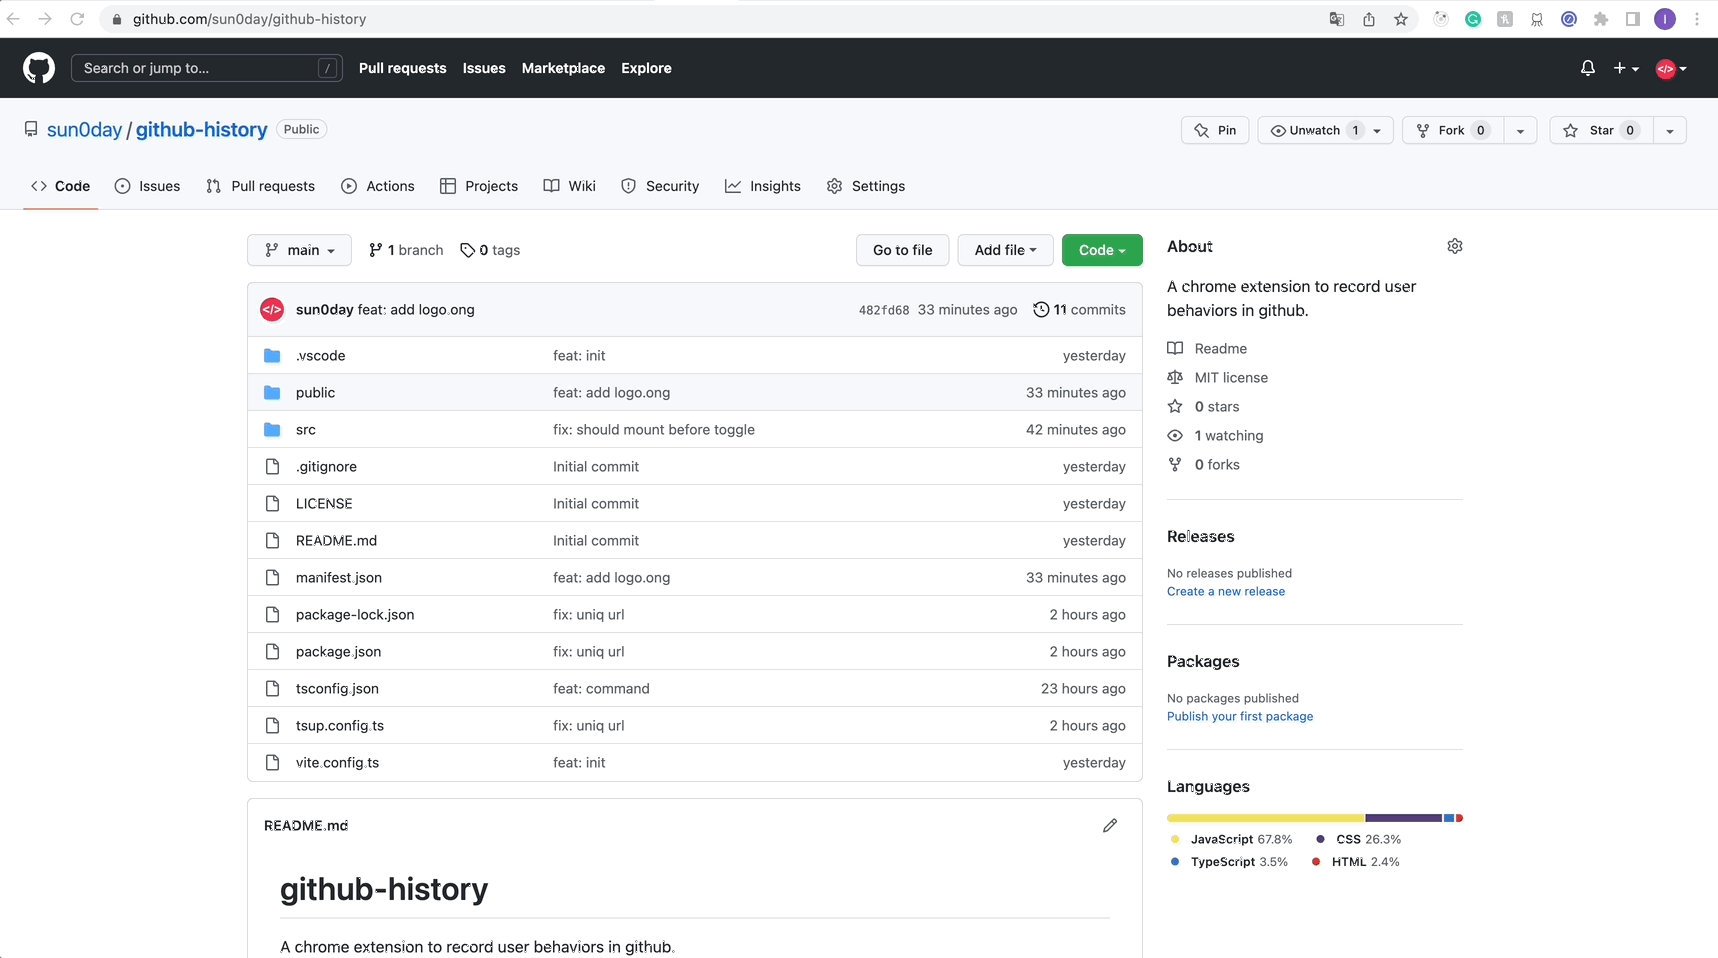 github.com/sun0day/github-history
I
Search or jump to... / Pull requests Issues Marketplace Explore
</>
sun0day / github-history Public Pin Unwatch 1 Fork 0 Star 0
Code Issues Pull requests Actions Projects Wiki Security Insights Settings
main 1 branch 0 tags Go to file Add file Code
</> sun0day feat: add logo.ong 482fd68 33 minutes ago 11 commits
.vscode feat: init yesterday
public feat: add logo.ong 33 minutes ago
src fix: should mount before toggle 42 minutes ago
.gitignore Initial commit yesterday
LICENSE Initial commit yesterday
README.md Initial commit yesterday
manifest.json feat: add logo.ong 33 minutes ago
package-lock.json fix: uniq url 2 hours ago
package.json fix: uniq url 2 hours ago
tsconfig.json feat: command 23 hours ago
tsup.config.ts fix: uniq url 2 hours ago
vite.config.ts feat: init yesterday
README.md
github-history
A chrome extension to record user behaviors in github.
About
A chrome extension to record user
behaviors in github.
Readme
MIT license
0 stars
1 watching
0 forks
Releases
No releases published
Create a new release
Packages
No packages published
Publish your first package
Languages
JavaScript 67.8% CSS 26.3%
TypeScript 3.5% HTML 2.4%